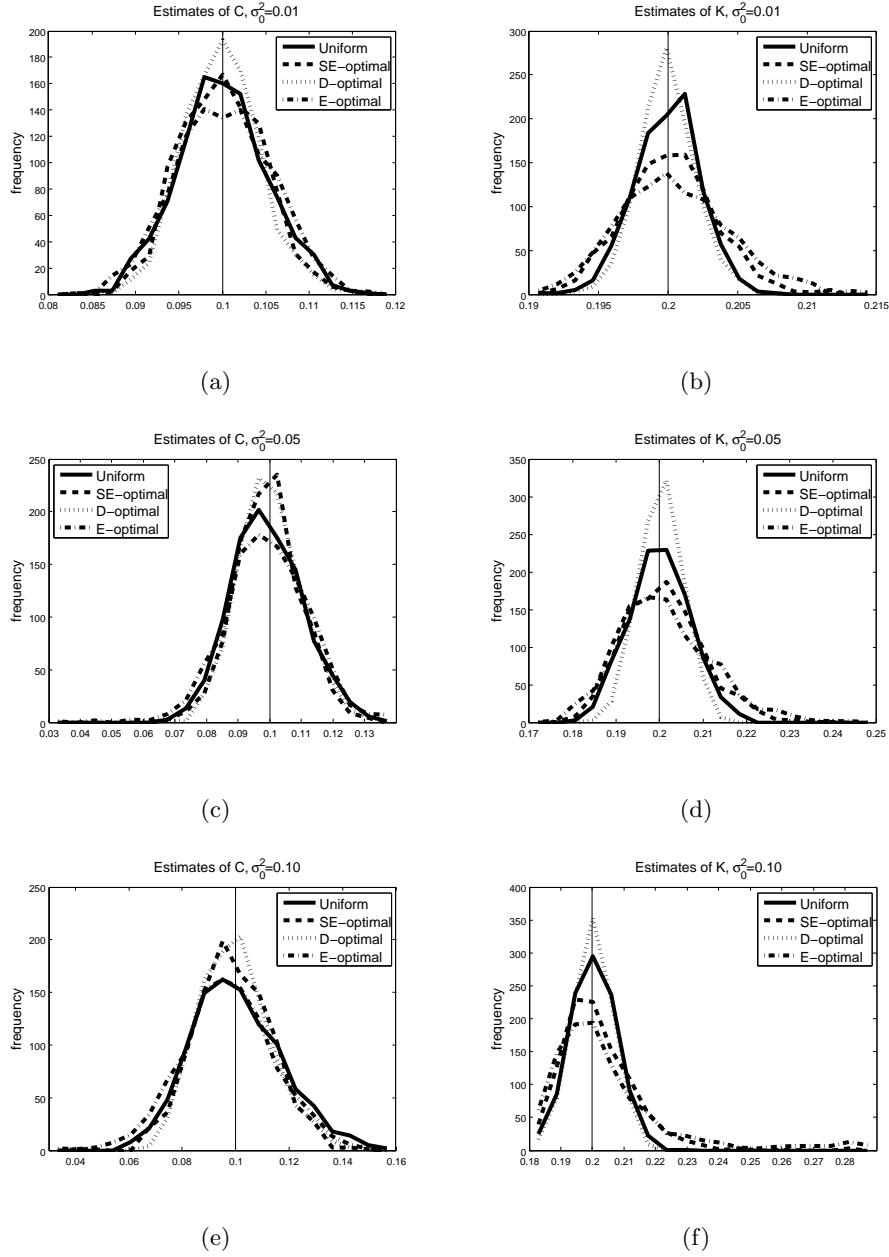 Estimates of C, σ₀²=0.01
200
180
160
140
120
100
80
60
40
20
0
frequency
0.08 0.085 0.09 0.095 0.1 0.105 0.11 0.115 0.12
Uniform
SE−optimal
D−optimal
E−optimal
(a)
Estimates of K, σ₀²=0.01
300
250
200
150
100
50
0
frequency
0.19 0.195 0.2 0.205 0.21 0.215
Uniform
SE−optimal
D−optimal
E−optimal
(b)
Estimates of C, σ₀²=0.05
250
200
150
100
50
0
frequency
0.03 0.04 0.05 0.06 0.07 0.08 0.09 0.1 0.11 0.12 0.13
Uniform
SE−optimal
D−optimal
E−optimal
(c)
Estimates of K, σ₀²=0.05
350
300
250
200
150
100
50
0
frequency
0.17 0.18 0.19 0.2 0.21 0.22 0.23 0.24 0.25
Uniform
SE−optimal
D−optimal
E−optimal
(d)
Estimates of C, σ₀²=0.10
250
200
150
100
50
0
frequency
0.04 0.06 0.08 0.1 0.12 0.14 0.16
Uniform
SE−optimal
D−optimal
E−optimal
(e)
Estimates of K, σ₀²=0.10
400
350
300
250
200
150
100
50
0
frequency
0.18 0.19 0.2 0.21 0.22 0.23 0.24 0.25 0.26 0.27 0.28
Uniform
SE−optimal
D−optimal
E−optimal
(f)